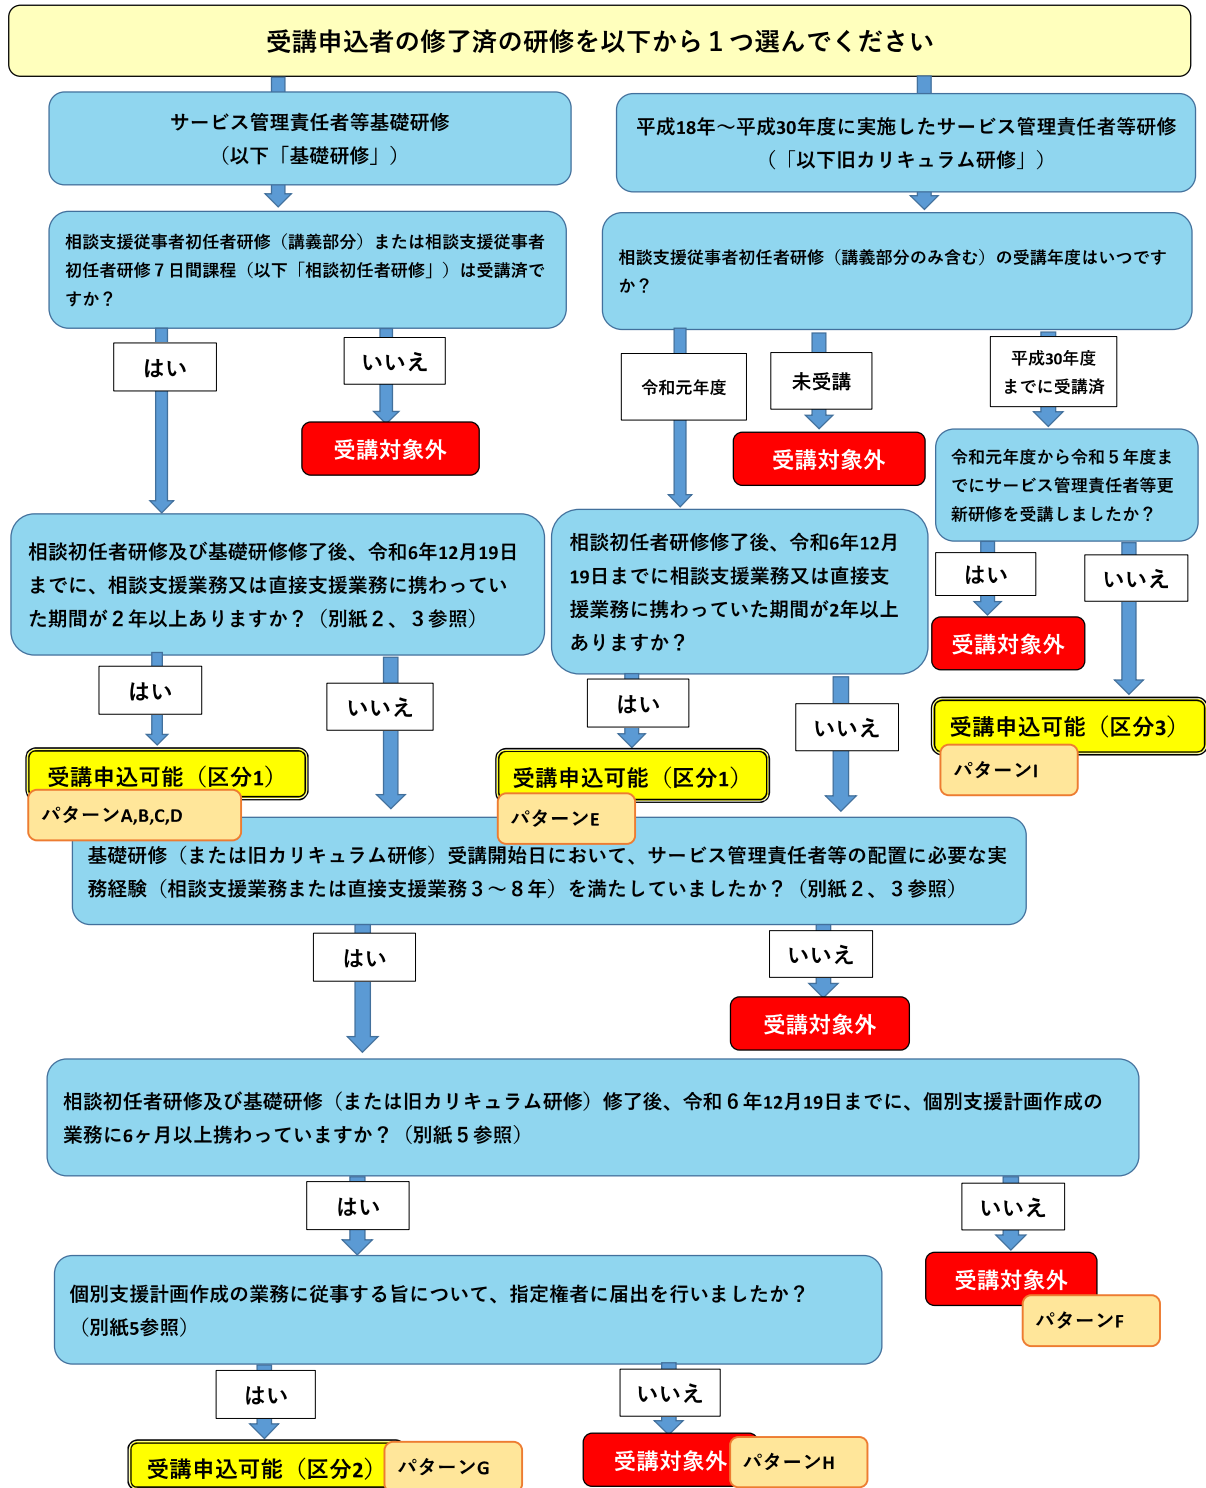 受講申込者の修了済の研修を以下から１つ選んでください
サービス管理責任者等基礎研修
（以下「基礎研修」）
平成18年～平成30年度に実施したサービス管理責任者等研修
（「以下旧カリキュラム研修」）
相談支援従事者初任者研修（講義部分）または相談支援従事者
初任者研修７日間課程（以下「相談初任者研修」）は受講済で
すか？
相談支援従事者初任者研修（講義部分のみ含む）の受講年度はいつです
か？
はい
いいえ
受講対象外
令和元年度
未受講
受講対象外
平成30年度
までに受講済
令和元年度から令和５年度ま
でにサービス管理責任者等更
新研修を受講しましたか？
はい
いいえ
受講対象外
受講申込可能（区分3）
パターンI
相談初任者研修及び基礎研修修了後、令和6年12月19日
までに、相談支援業務又は直接支援業務に携わってい
た期間が２年以上ありますか？（別紙２、３参照）
相談初任者研修修了後、令和6年12月
19日までに相談支援業務又は直接支
援業務に携わっていた期間が2年以上
ありますか？
はい
いいえ
はい
いいえ
受講申込可能（区分1）
パターンA,B,C,D
受講申込可能（区分1）
パターンE
基礎研修（または旧カリキュラム研修）受講開始日において、サービス管理責任者等の配置に必要な実
務経験（相談支援業務または直接支援業務３～８年）を満たしていましたか？（別紙２、３参照）
はい
いいえ
受講対象外
相談初任者研修及び基礎研修（または旧カリキュラム研修）修了後、令和６年12月19日までに、個別支援計画作成の
業務に6ヶ月以上携わっていますか？（別紙５参照）
はい
いいえ
受講対象外
パターンF
個別支援計画作成の業務に従事する旨について、指定権者に届出を行いましたか？
（別紙5参照）
はい
いいえ
受講申込可能（区分2）
パターンG
受講対象外
パターンH